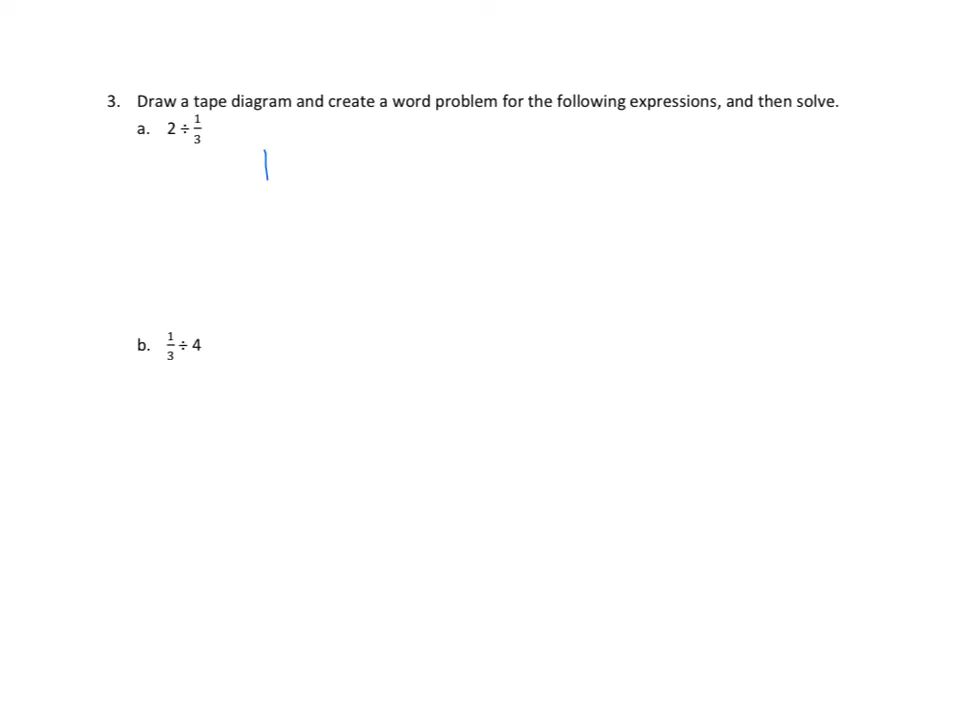 3. Draw a tape diagram and create a word problem for the following expressions, and then solve.
a. 2 ÷ 1/3
b. 1/3 ÷ 4